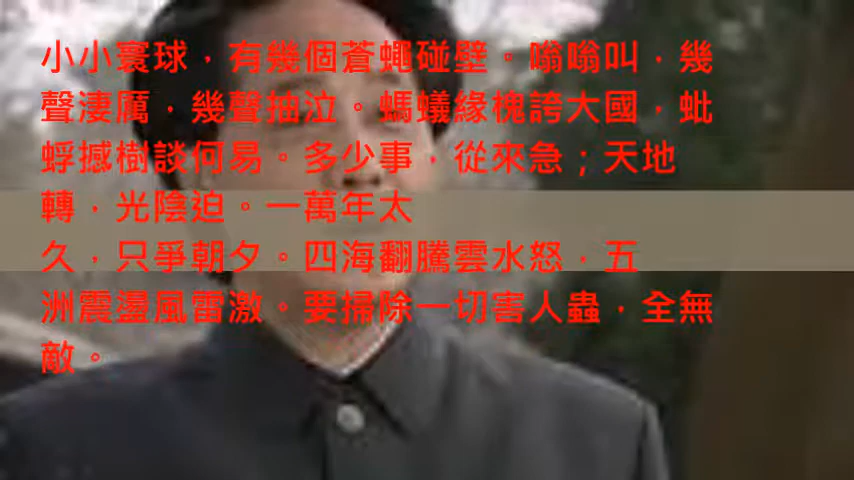 小小寰球，有幾個蒼蠅碰壁。嗡嗡叫，幾
聲淒厲，幾聲抽泣。螞蟻緣槐誇大國，蚍
蜉撼樹談何易。多少事，從來急；天地
轉，光陰迫。一萬年太
久，只爭朝夕。四海翻騰雲水怒，五
洲震盪風雷激。要掃除一切害人蟲，全無
敵。